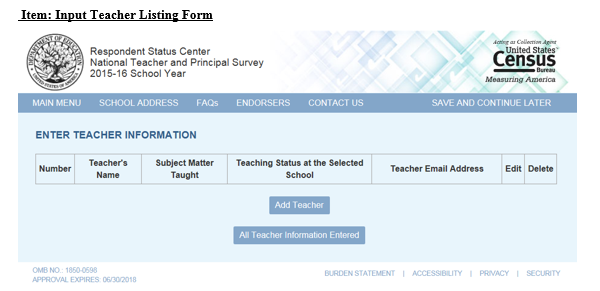 Item: Input Teacher Listing Form
Respondent Status Center
National Teacher and Principal Survey
2015-16 School Year
Acting as Collection Agent
United States
Census
Bureau
Measuring America
MAIN MENU SCHOOL ADDRESS FAQs ENDORSERS CONTACT US SAVE AND CONTINUE LATER
ENTER TEACHER INFORMATION
Number Teacher's Name Subject Matter Taught Teaching Status at the Selected School Teacher Email Address Edit Delete
Add Teacher
All Teacher Information Entered
OMB NO.: 1850-0598
APPROVAL EXPIRES: 06/30/2018
BURDEN STATEMENT | ACCESSIBILITY | PRIVACY | SECURITY